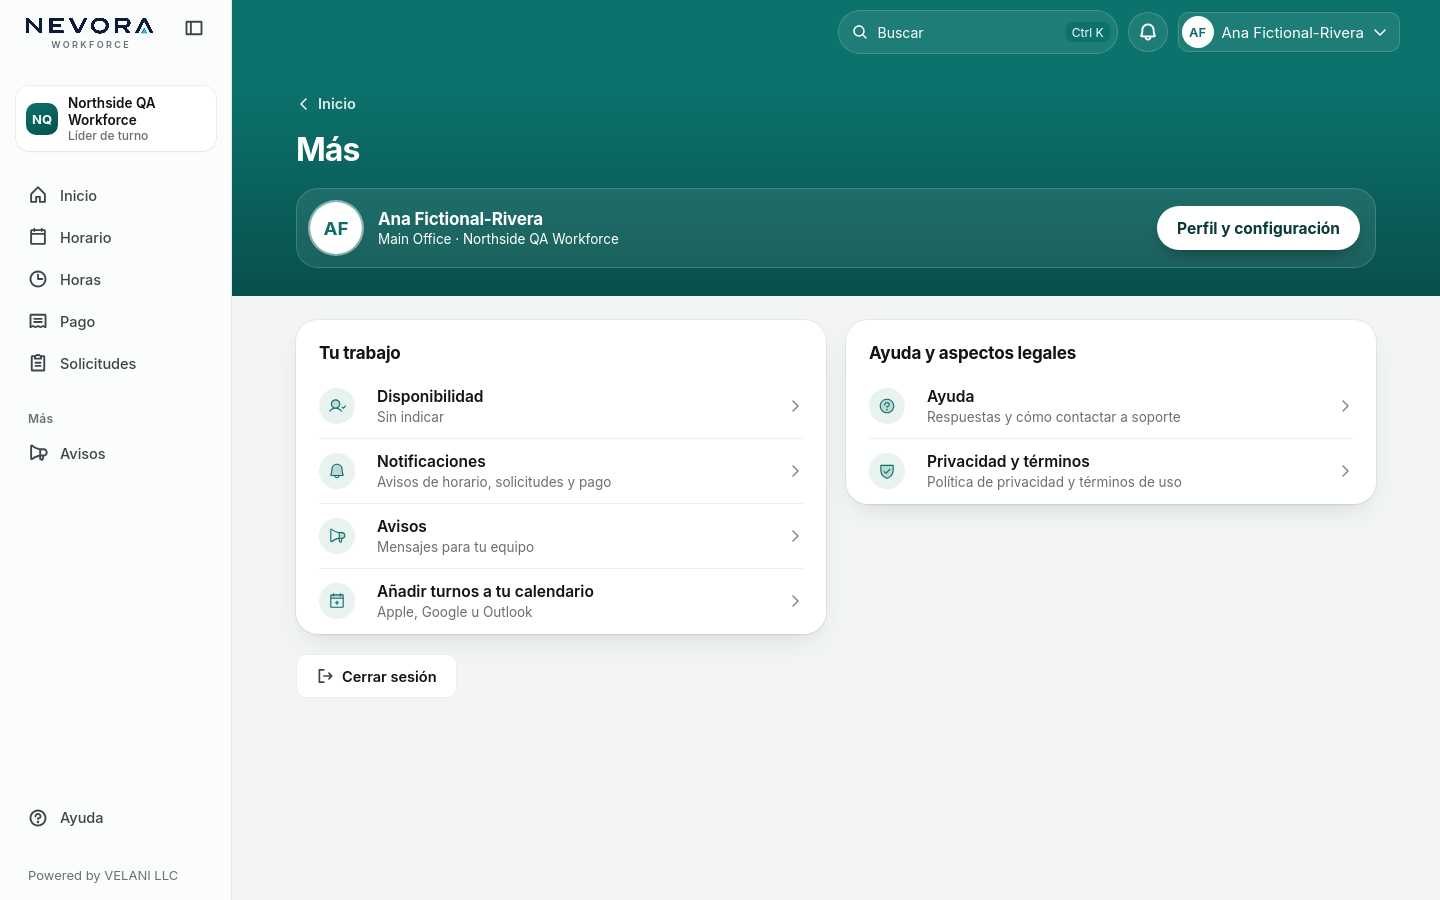 NEVORA
WORKFORCE
Northside QA
Workforce
Líder de turno
NQ
Inicio
Horario
Horas
Pago
Solicitudes
Más
Avisos
Ayuda
Powered by VELANI LLC
Buscar
Ctrl K
AF
Ana Fictional-Rivera
Inicio
Más
AF
Ana Fictional-Rivera
Main Office · Northside QA Workforce
Perfil y configuración
Tu trabajo
Disponibilidad
Sin indicar
Notificaciones
Avisos de horario, solicitudes y pago
Avisos
Mensajes para tu equipo
Añadir turnos a tu calendario
Apple, Google u Outlook
Ayuda y aspectos legales
Ayuda
Respuestas y cómo contactar a soporte
Privacidad y términos
Política de privacidad y términos de uso
Cerrar sesión